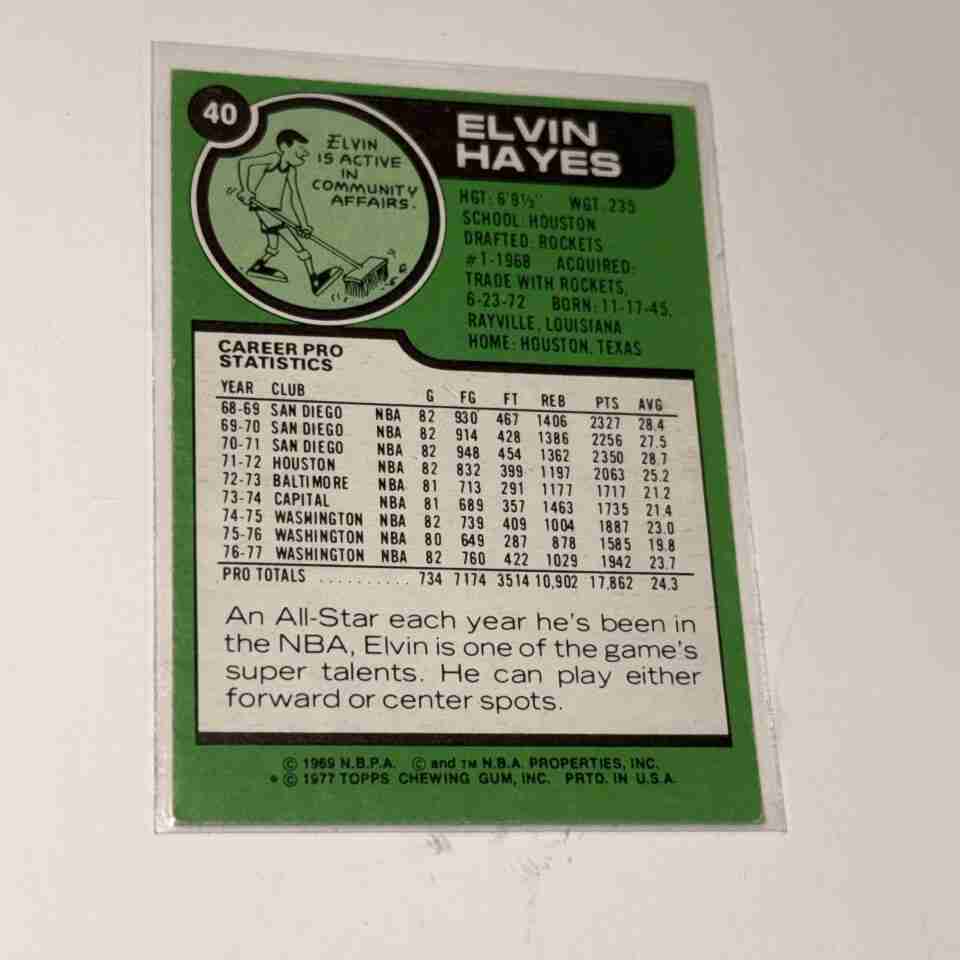 40
ELVIN
IS ACTIVE
IN
COMMUNITY
AFFAIRS.
ELVIN
HAYES
HGT: 6'9½" WGT. 235
SCHOOL: HOUSTON
DRAFTED: ROCKETS
#1-1968 ACQUIRED:
TRADE WITH ROCKETS,
6-23-72 BORN: 11-17-45,
RAYVILLE, LOUISIANA
HOME: HOUSTON, TEXAS
CAREER PRO
STATISTICS
YEAR CLUB G FG FT REB PTS AVG
68-69 SAN DIEGO NBA 82 930 467 1406 2327 28.4
69-70 SAN DIEGO NBA 82 914 428 1386 2256 27.5
70-71 SAN DIEGO NBA 82 948 454 1362 2350 28.7
71-72 HOUSTON NBA 82 832 399 1197 2063 25.2
72-73 BALTIMORE NBA 81 713 291 1177 1717 21.2
73-74 CAPITAL NBA 81 689 357 1463 1735 21.4
74-75 WASHINGTON NBA 82 739 409 1004 1887 23.0
75-76 WASHINGTON NBA 80 649 287 878 1585 19.8
76-77 WASHINGTON NBA 82 760 422 1029 1942 23.7
PRO TOTALS .......... 734 7174 3514 10,902 17,862 24.3
An All-Star each year he's been in
the NBA, Elvin is one of the game's
super talents. He can play either
forward or center spots.
© 1969 N.B.P.A. © and TM N.B.A. PROPERTIES, INC.
* © 1977 TOPPS CHEWING GUM, INC. PRTD. IN U.S.A.